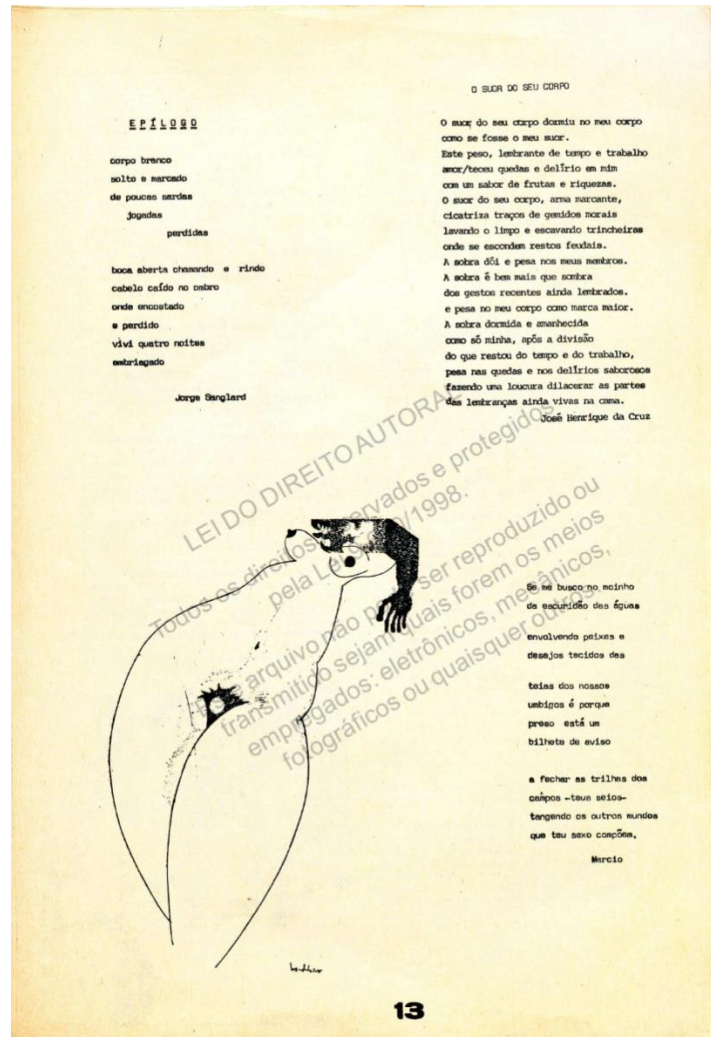 EPÍLOGO
corpo branco
solto e marcado
de poucas sardas
jogadas
perdidas
boca aberta chamando e rindo
cabelo caído no ombro
onde encostado
e perdido
vivi quatro noites
embriagado
Jorge Sanglard
O SUOR DO SEU CORPO
O suor do seu corpo dormiu no meu corpo
como se fosse o meu suor.
Este peso, lembrante de tempo e trabalho
amor/teceu quedas e delírio em mim
com um sabor de frutas e riquezas.
O suor do seu corpo, arma marcante,
cicatriza traços de gemidos morais
lavando o limpo e escavando trincheiras
onde se escondem restos feudais.
A sobra dói e pesa nos meus membros.
A sobra é bem mais que sombra
dos gestos recentes ainda lembrados.
e pesa no meu corpo como marca maior.
A sobra dormida e amanhecida
como só minha, após a divisão
do que restou do tempo e do trabalho,
pesa nas quedas e nos delírios saborosos
fazendo uma loucura dilacerar as partes
das lembranças ainda vivas na cama.
José Henrique da Cruz
Se me busco no moinho
da escuridão das águas
envolvendo peixes e
desejos tecidos das
teias dos nossos
umbigos é porque
preso está um
bilhete de aviso
a fechar as trilhas dos
campos -teus seios-
tangendo os outros mundos
que teu sexo compõem.
Marcio
LEI DO DIREITO AUTORAL
Todos os direitos reservados e protegidos
pela Lei 1998.
arquivo não ser reproduzido ou
transmitido sejam quais forem os meios
empregados: eletrônicos, mecânicos,
fotográficos ou quaisquer outros.
13